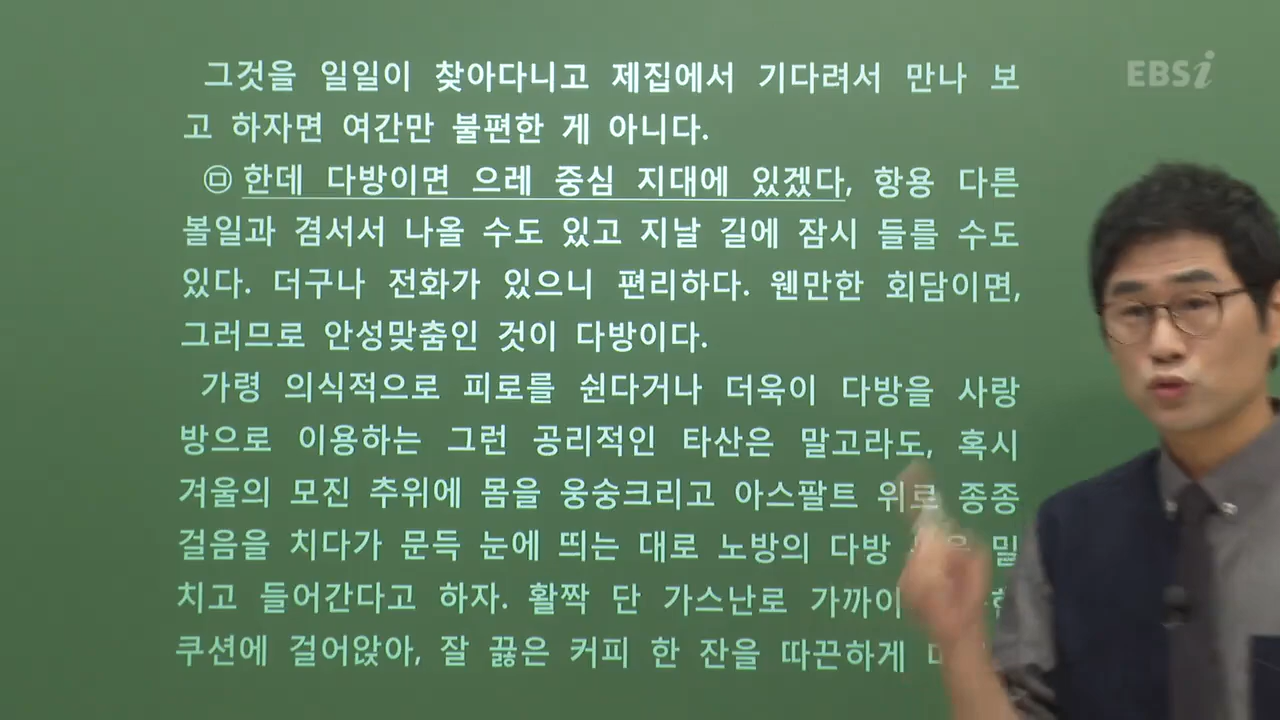 그것을 일일이 찾아다니고 제집에서 기다려서 만나 보
고 하자면 여간만 불편한 게 아니다.
㉤ 한데 다방이면 으레 중심 지대에 있겠다, 항용 다른
볼일과 겸서서 나올 수도 있고 지날 길에 잠시 들를 수도
있다. 더구나 전화가 있으니 편리하다. 웬만한 회담이면,
그러므로 안성맞춤인 것이 다방이다.
가령 의식적으로 피로를 쉰다거나 더욱이 다방을 사랑
방으로 이용하는 그런 공리적인 타산은 말고라도, 혹시
겨울의 모진 추위에 몸을 웅숭크리고 아스팔트 위로 종종
걸음을 치다가 문득 눈에 띄는 대로 노방의 다방 밀
치고 들어간다고 하자. 활짝 단 가스난로 가까이
쿠션에 걸어앉아, 잘 끓은 커피 한 잔을 따끈하게
EBSi